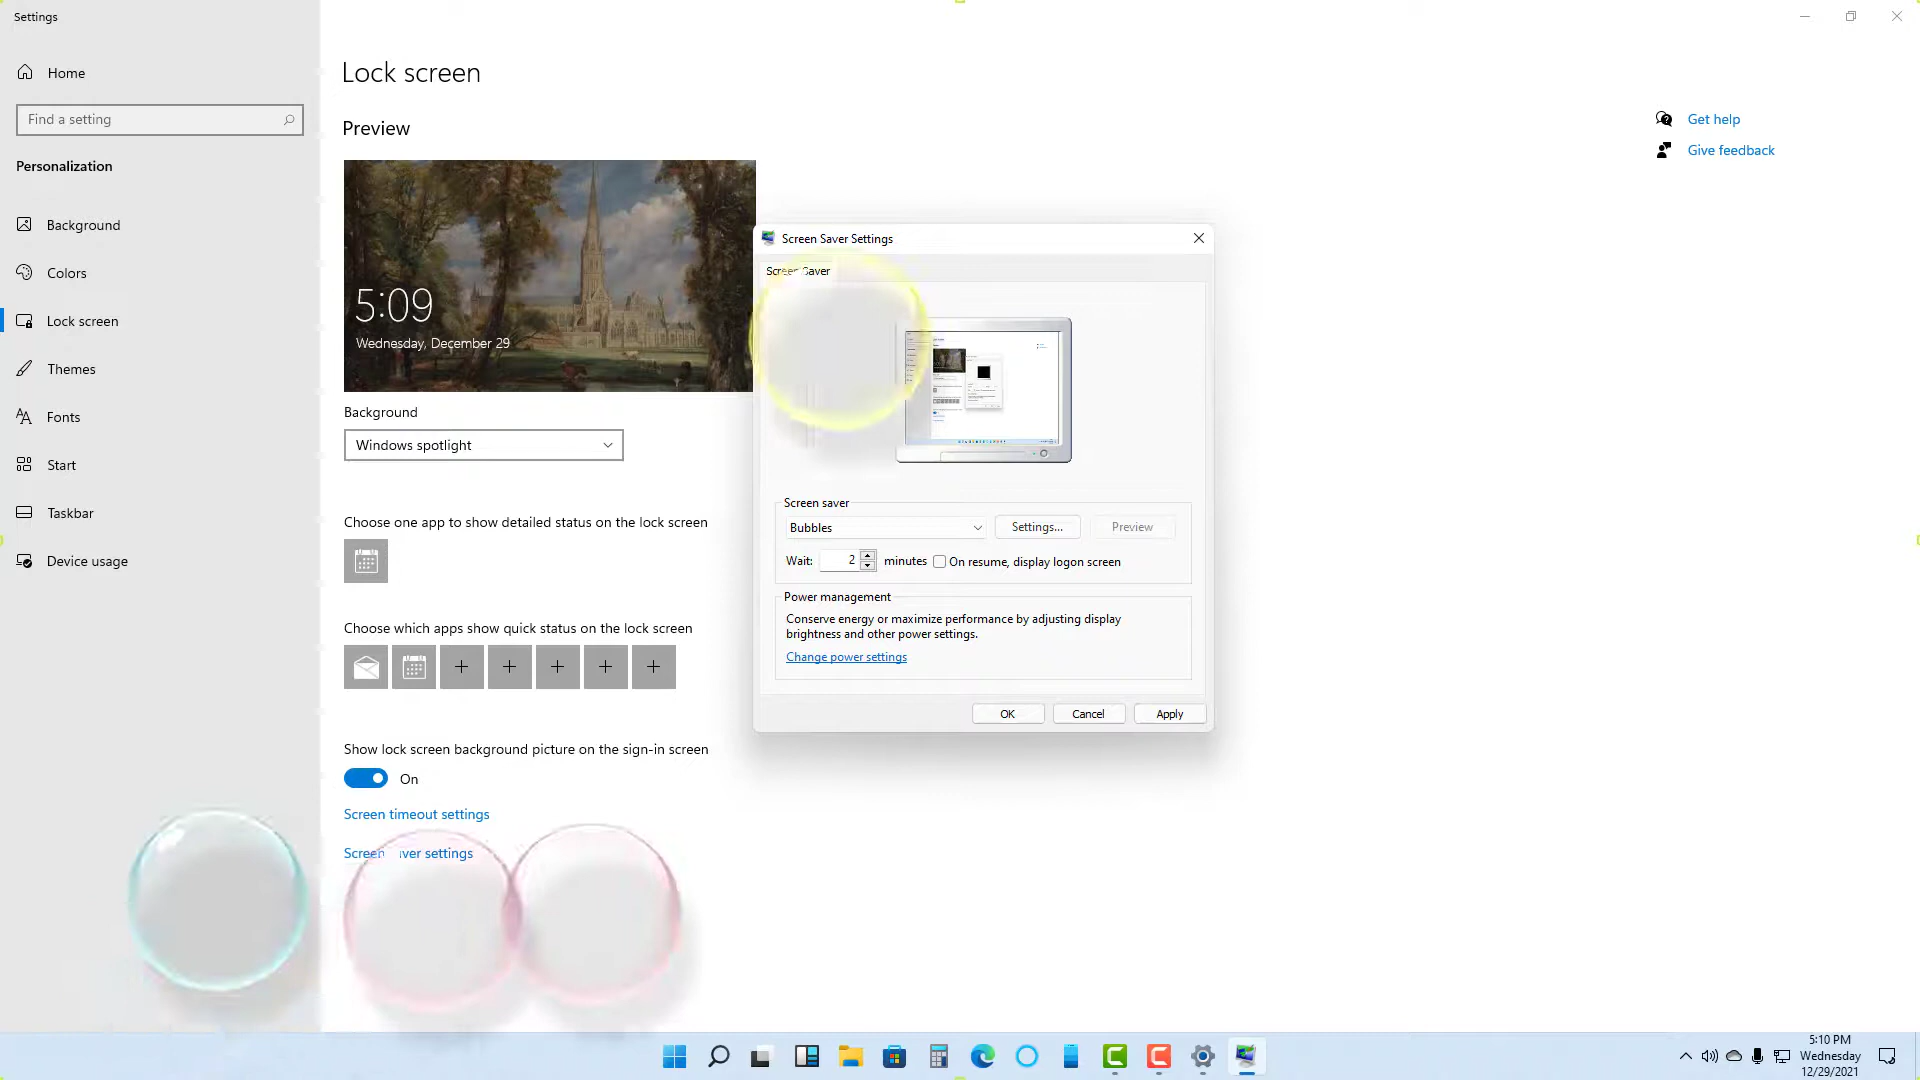 Settings
Home
Find a setting
Personalization
Background
Colors
Lock screen
Themes
Fonts
Start
Taskbar
Device usage
Lock screen
Preview
5:09
Wednesday, December 29
Background
Windows spotlight
Choose one app to show detailed status on the lock screen
Choose which apps show quick status on the lock screen
Show lock screen background picture on the sign-in screen
On
Screen timeout settings
Screen saver settings
Get help
Give feedback
Screen Saver Settings
Screen Saver
Screen saver
Bubbles
Settings...
Preview
Wait: 2 minutes
On resume, display logon screen
Power management
Conserve energy or maximize performance by adjusting display
brightness and other power settings.
Change power settings
OK
Cancel
Apply
5:10 PM
Wednesday
12/29/2021